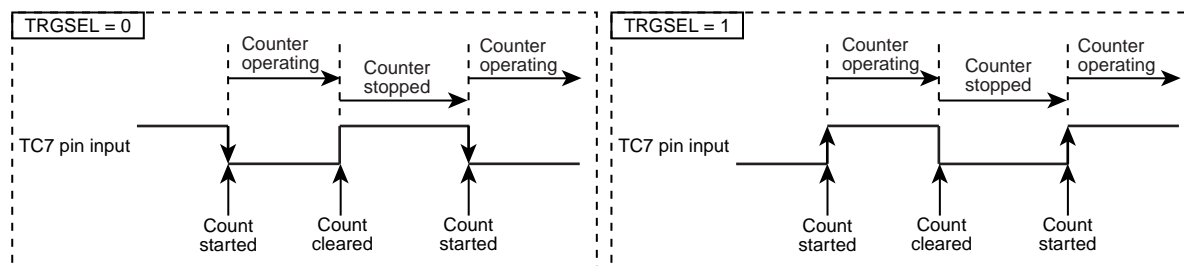 TRGSEL = 0
Counter
operating
Counter
stopped
Counter
operating
TC7 pin input
Count
started
Count
cleared
Count
started
TRGSEL = 1
Counter
operating
Counter
stopped
Counter
operating
TC7 pin input
Count
started
Count
cleared
Count
started